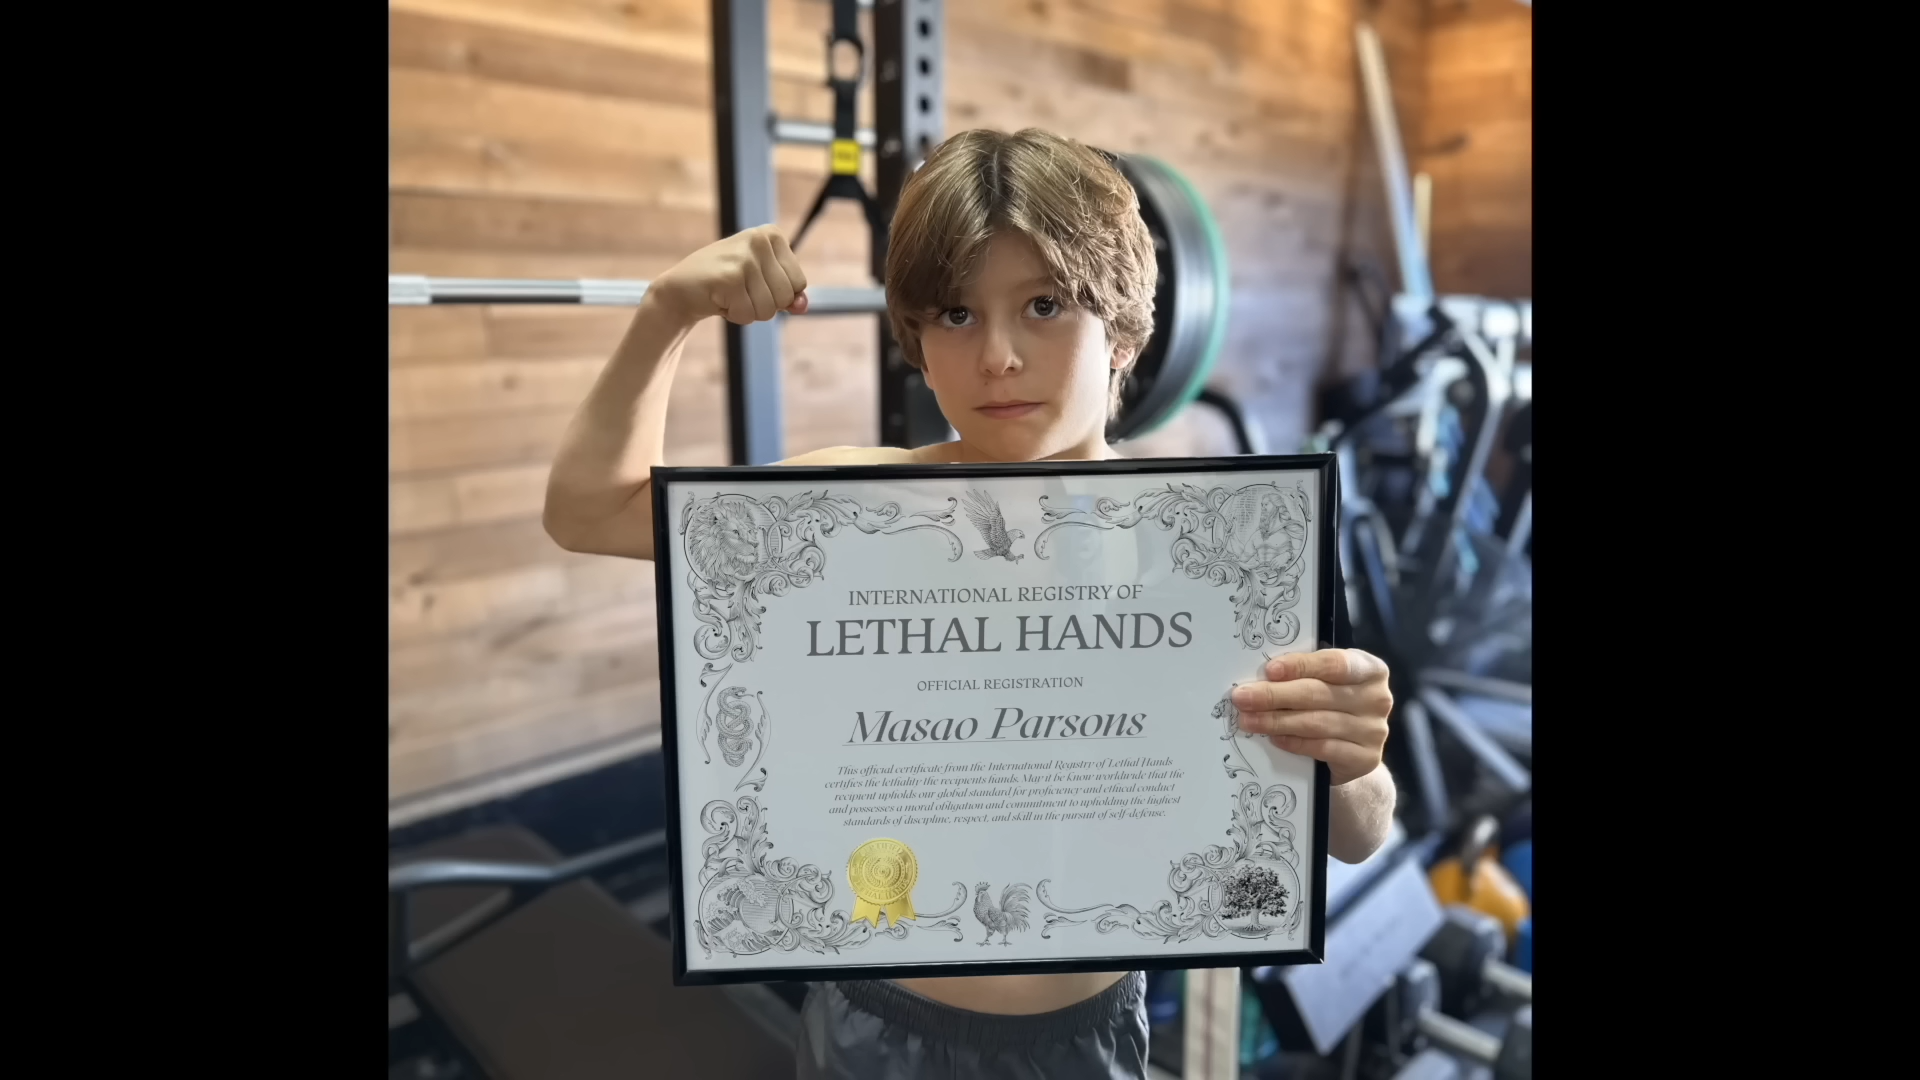 INTERNATIONAL REGISTRY OF
LETHAL HANDS
OFFICIAL REGISTRATION
Masao Parsons
This official certificate from the International Registry of Lethal Hands
certifies the lethality the recipients hands. May it be know worldwide that the
recipient upholds our global standard for proficiency and ethical conduct
and possesses a moral obligation and commitment to upholding the highest
standards of discipline, respect, and skill in the pursuit of self-defense.
LETHAL HANDS